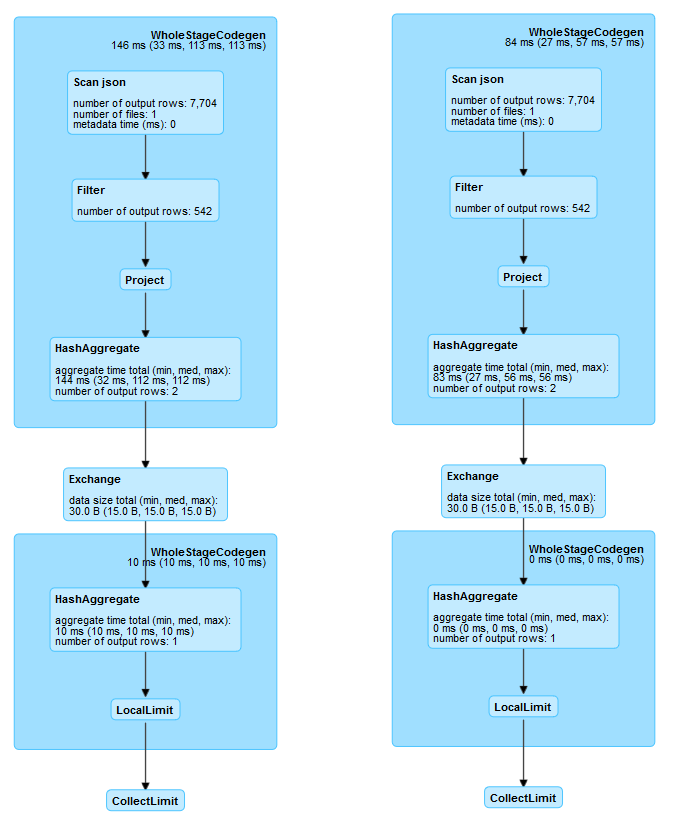 WholeStageCodegen
146 ms (33 ms, 113 ms, 113 ms)
Scan json
number of output rows: 7,704
number of files: 1
metadata time (ms): 0
Filter
number of output rows: 542
Project
HashAggregate
aggregate time total (min, med, max):
144 ms (32 ms, 112 ms, 112 ms)
number of output rows: 2
Exchange
data size total (min, med, max):
30.0 B (15.0 B, 15.0 B, 15.0 B)
WholeStageCodegen
10 ms (10 ms, 10 ms, 10 ms)
HashAggregate
aggregate time total (min, med, max):
10 ms (10 ms, 10 ms, 10 ms)
number of output rows: 1
LocalLimit
CollectLimit
WholeStageCodegen
84 ms (27 ms, 57 ms, 57 ms)
Scan json
number of output rows: 7,704
number of files: 1
metadata time (ms): 0
Filter
number of output rows: 542
Project
HashAggregate
aggregate time total (min, med, max):
83 ms (27 ms, 56 ms, 56 ms)
number of output rows: 2
Exchange
data size total (min, med, max):
30.0 B (15.0 B, 15.0 B, 15.0 B)
WholeStageCodegen
0 ms (0 ms, 0 ms, 0 ms)
HashAggregate
aggregate time total (min, med, max):
0 ms (0 ms, 0 ms, 0 ms)
number of output rows: 1
LocalLimit
CollectLimit